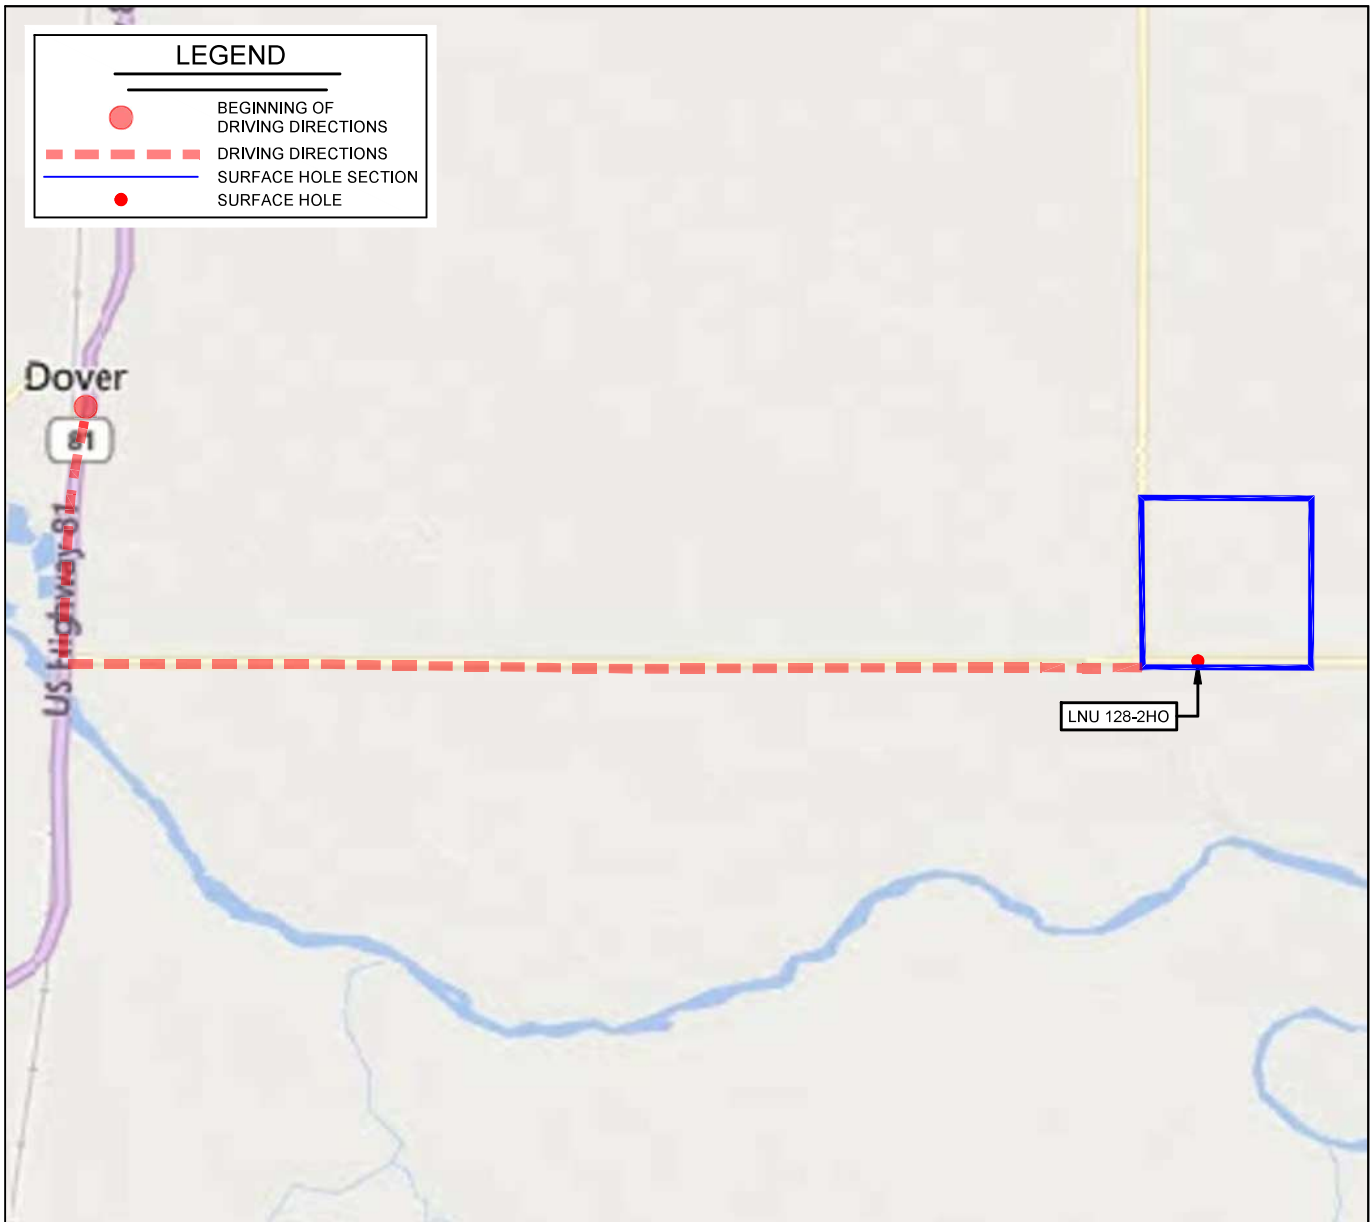 LEGEND
BEGINNING OF
DRIVING DIRECTIONS
DRIVING DIRECTIONS
SURFACE HOLE SECTION
SURFACE HOLE
Dover
81
US Highway 81
LNU 128-2HO